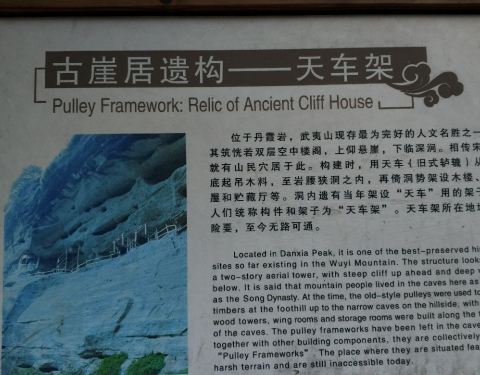 古崖居遗构——天车架
Pulley Framework: Relic of Ancient Cliff House
位于丹霞岩，武夷山现存最为完好的人文名胜之一
其筑恍若双层空中楼阁，上仰悬崖，下临深涧。相传宋
就有山民穴居于此。构建时，用天车（旧式轳辘）从
底起吊木料，至岩腰狭洞之内，再倚洞势架设木楼、
屋和贮藏厅等。洞内遗有当年架设“天车”用的架子
人们统称构件和架子为“天车架”。天车架所在地
险要，至今无路可通。
Located in Danxia Peak, it is one of the best-preserved
sites so far existing in the Wuyi Mountain. The structure
a two-story aerial tower, with steep cliff up ahead and deep
below. It is said that mountain people lived in the caves here as
as the Song Dynasty. At the time, the old-style pulleys were used
timbers at the foothill up to the narrow caves on the hillside, with
wood towers, wing rooms and storage rooms were built along the
of the caves. The pulley frameworks have been left in the
together with other building components, they are
"Pulley Frameworks". The place where they are situated
harsh terrain and are still inaccessible today.